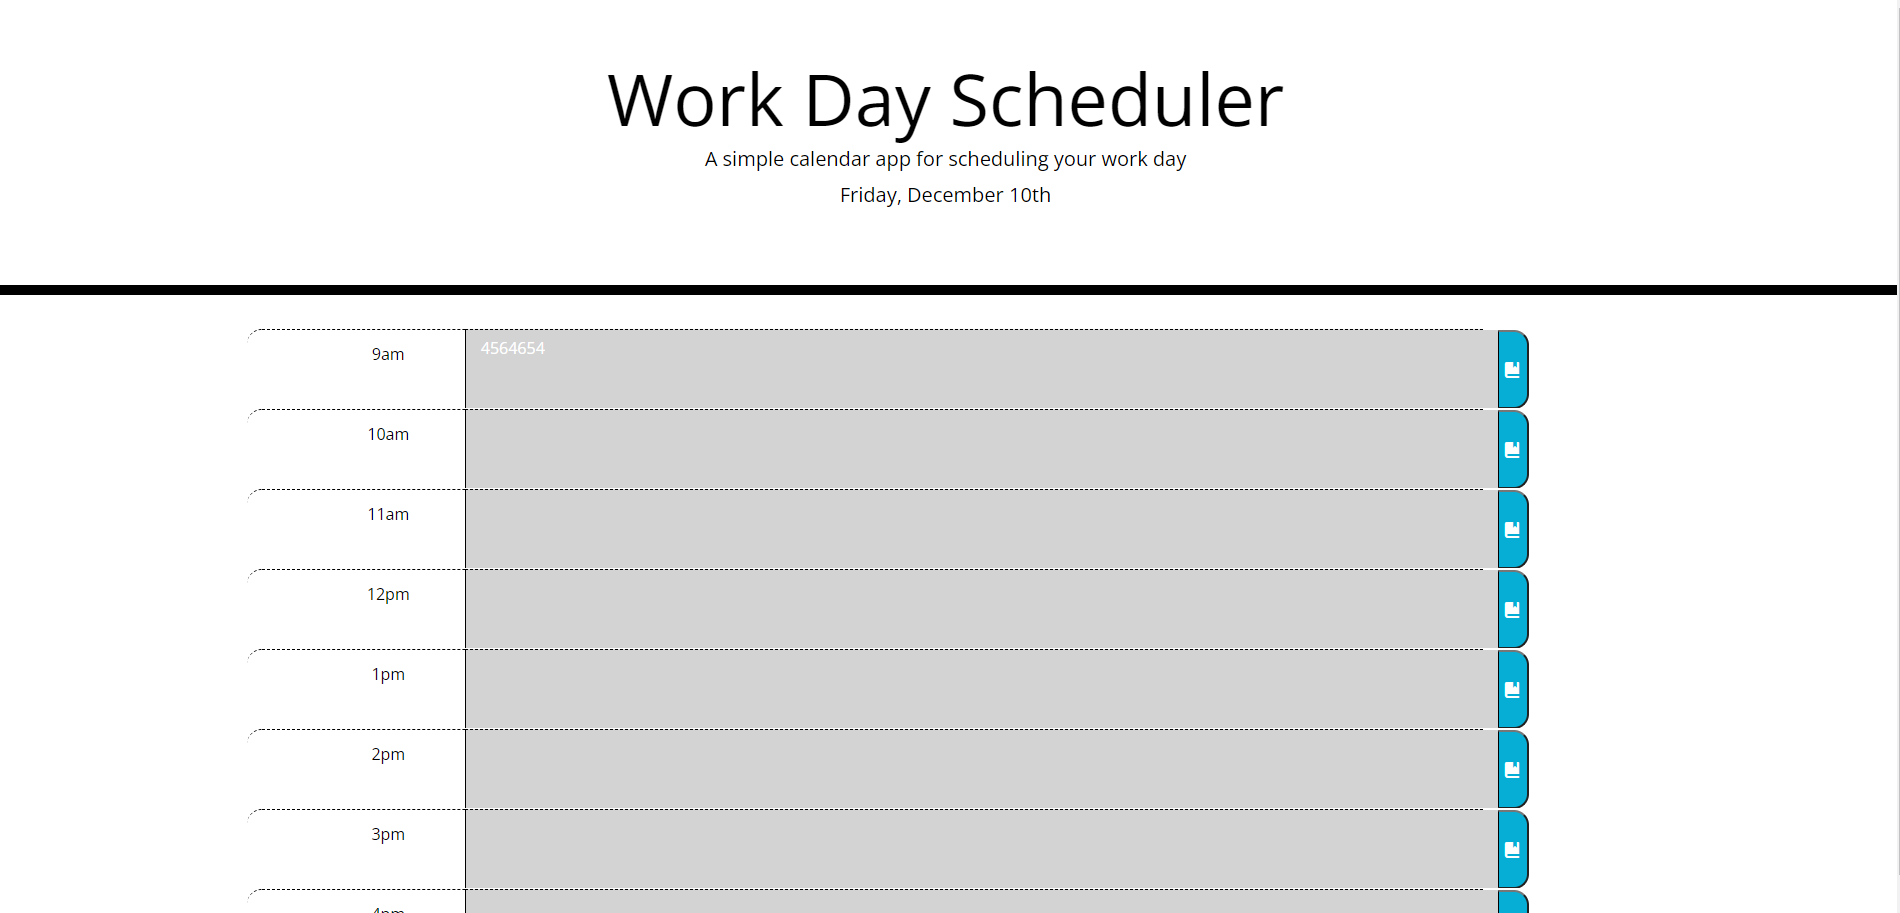 Work Day Scheduler
A simple calendar app for scheduling your work day
Friday, December 10th
9am
4564654
10am
11am
12pm
1pm
2pm
3pm
4pm